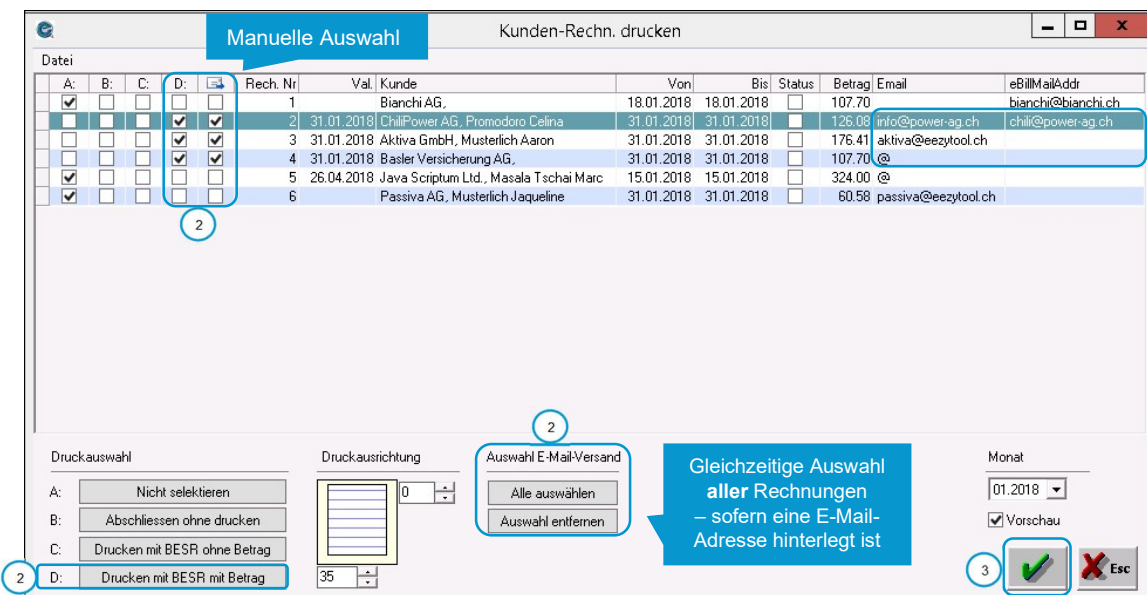 Manuelle Auswahl
Kunden-Rechn. drucken
Datei
A: B: C: D: Rech. Nr Val. Kunde Von Bis Status Betrag Email eBillMailAddr
1 Bianchi AG, 18.01.2018 18.01.2018 107.70 bianchi@bianchi.ch
2 31.01.2018 ChiliPower AG, Promodoro Celina 31.01.2018 31.01.2018 126.08 info@power-ag.ch chili@power-ag.ch
3 31.01.2018 Aktiva GmbH, Musterlich Aaron 31.01.2018 31.01.2018 176.41 aktiva@eezytool.ch
4 31.01.2018 Basler Versicherung AG, 31.01.2018 31.01.2018 107.70 @
5 26.04.2018 Java Scriptum Ltd., Masala Tschai Marc 15.01.2018 15.01.2018 324.00 @
6 Passiva AG, Musterlich Jaqueline 31.01.2018 31.01.2018 60.58 passiva@eezytool.ch
2
2
Druckauswahl
A: Nicht selektieren
B: Abschliessen ohne drucken
C: Drucken mit BESR ohne Betrag
2 D: Drucken mit BESR mit Betrag
Druckausrichtung
0
35
Auswahl E-Mail-Versand
Alle auswählen
Auswahl entfernen
Gleichzeitige Auswahl
aller Rechnungen
– sofern eine E-Mail-
Adresse hinterlegt ist
Monat
01.2018
Vorschau
3
Esc